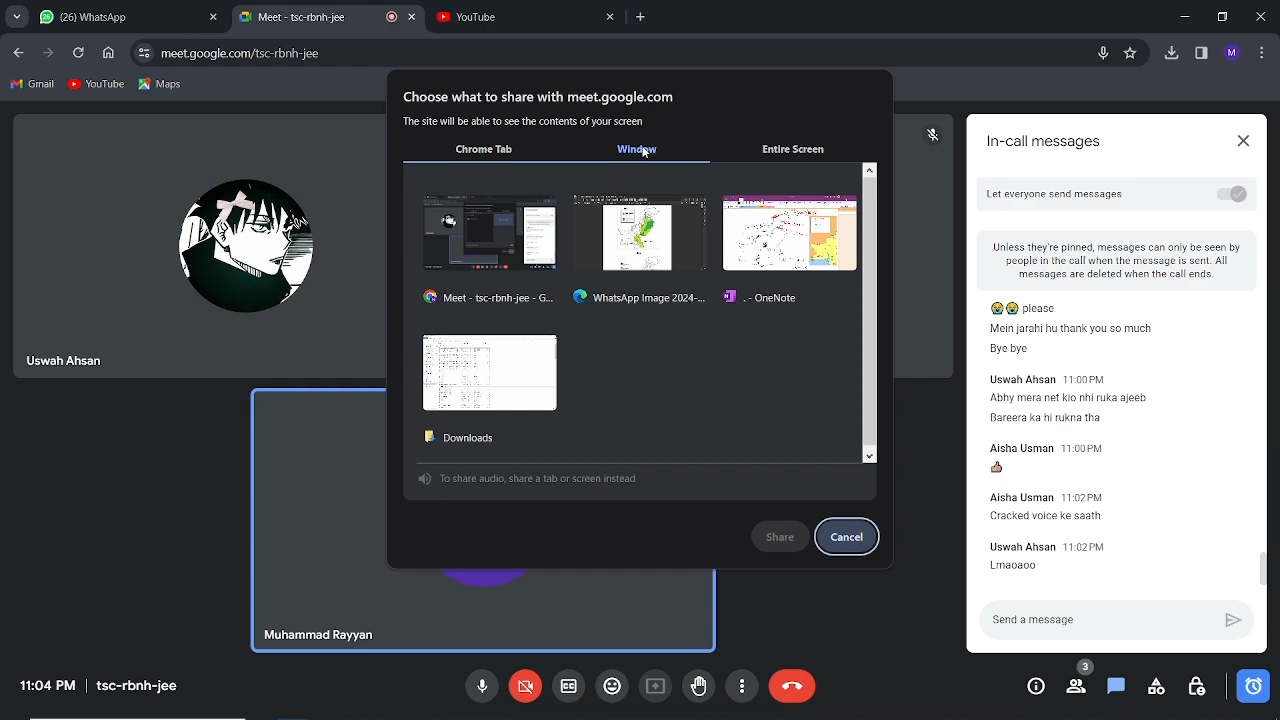 26
(26) WhatsApp
Meet - tsc-rbnh-jee
YouTube
meet.google.com/tsc-rbnh-jee
M
Gmail
YouTube
Maps
Choose what to share with meet.google.com
The site will be able to see the contents of your screen
Chrome Tab
Window
Entire Screen
Meet - tsc-rbnh-jee - G...
WhatsApp Image 2024-...
. - OneNote
Downloads
To share audio, share a tab or screen instead
Share
Cancel
Uswah Ahsan
Muhammad Rayyan
In-call messages
Let everyone send messages
Unless they're pinned, messages can only be seen by
people in the call when the message is sent. All
messages are deleted when the call ends.
😭😭 please
Mein jarahi hu thank you so much
Bye bye
Uswah Ahsan 11:00 PM
Abhy mera net kio nhi ruka ajeeb
Bareera ka hi rukna tha
Aisha Usman 11:00 PM
👍🏽
Aisha Usman 11:02 PM
Cracked voice ke saath
Uswah Ahsan 11:02 PM
Lmaoaoo
Send a message
11:04 PM | tsc-rbnh-jee
3